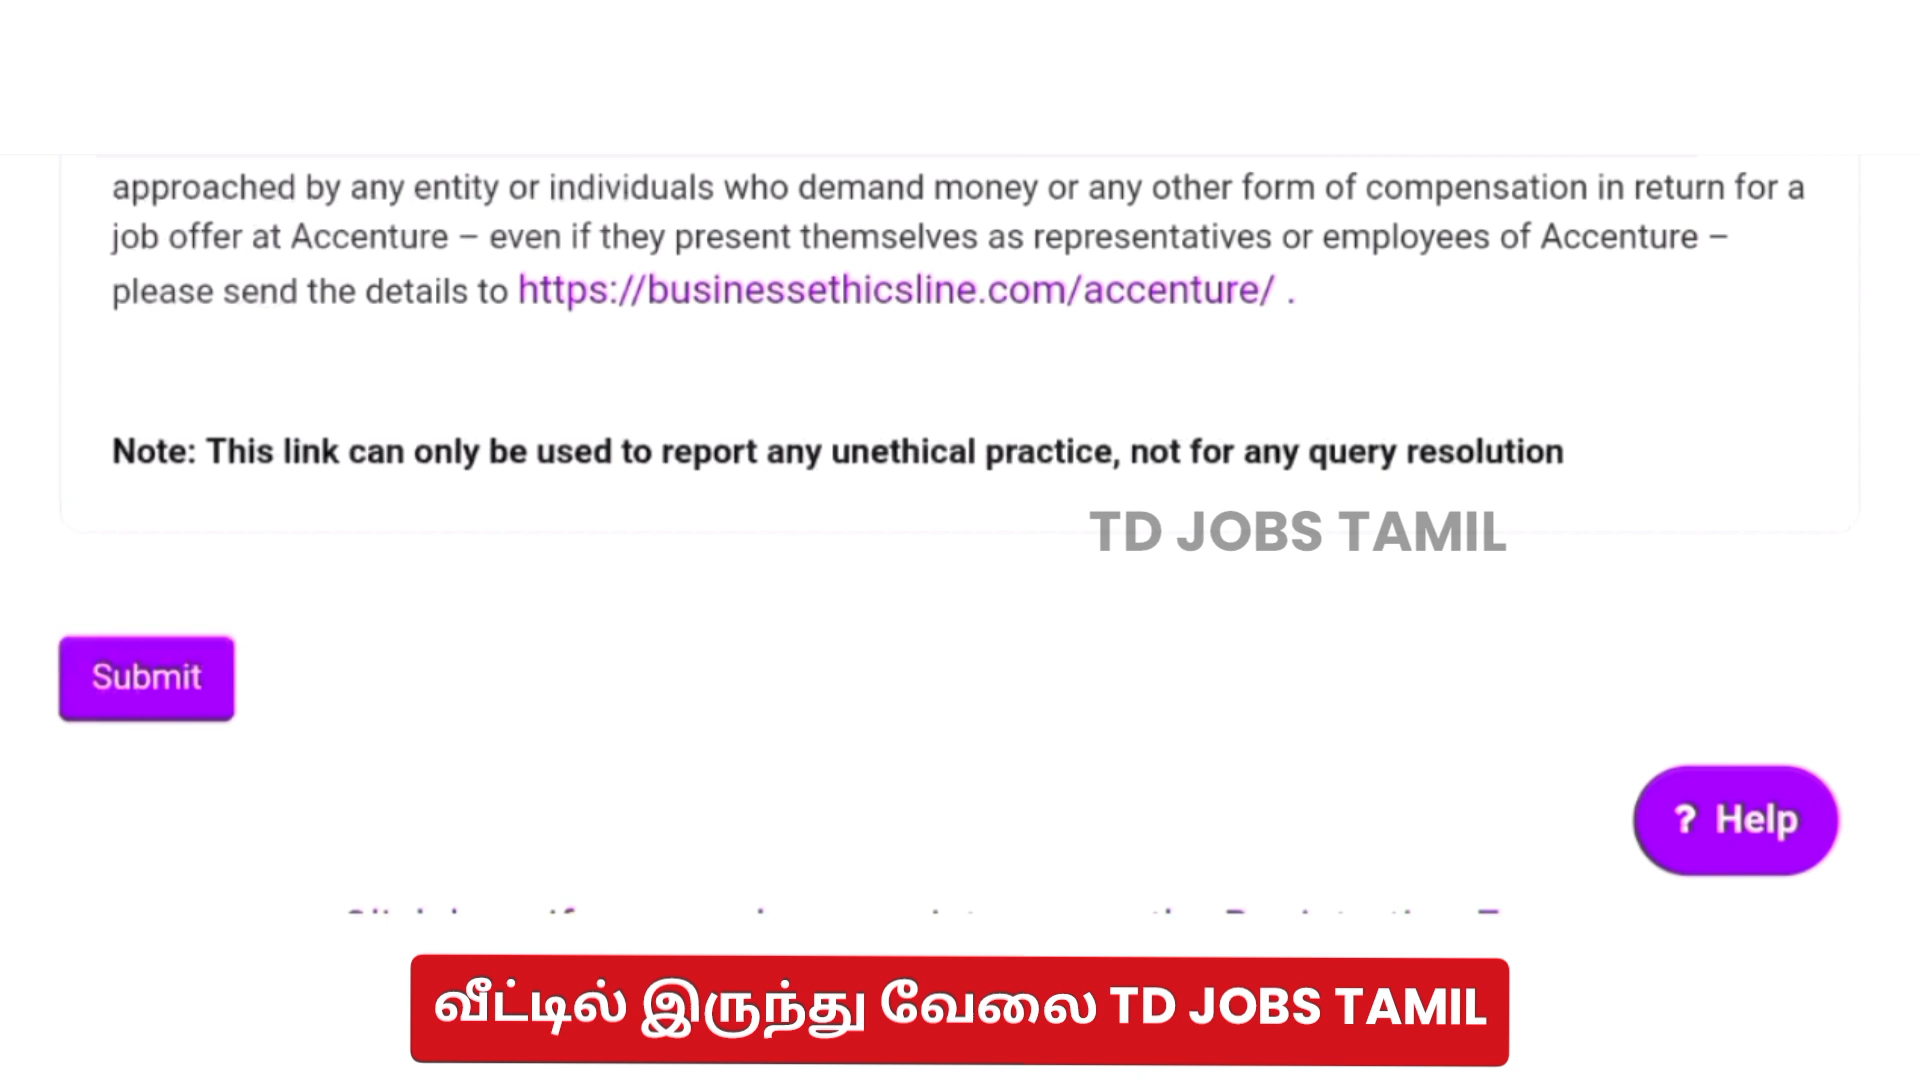 approached by any entity or individuals who demand money or any other form of compensation in return for a
job offer at Accenture – even if they present themselves as representatives or employees of Accenture –
please send the details to https://businessethicsline.com/accenture/ .
Note: This link can only be used to report any unethical practice, not for any query resolution
TD JOBS TAMIL
Submit
? Help
வீட்டில் இருந்து வேலை TD JOBS TAMIL